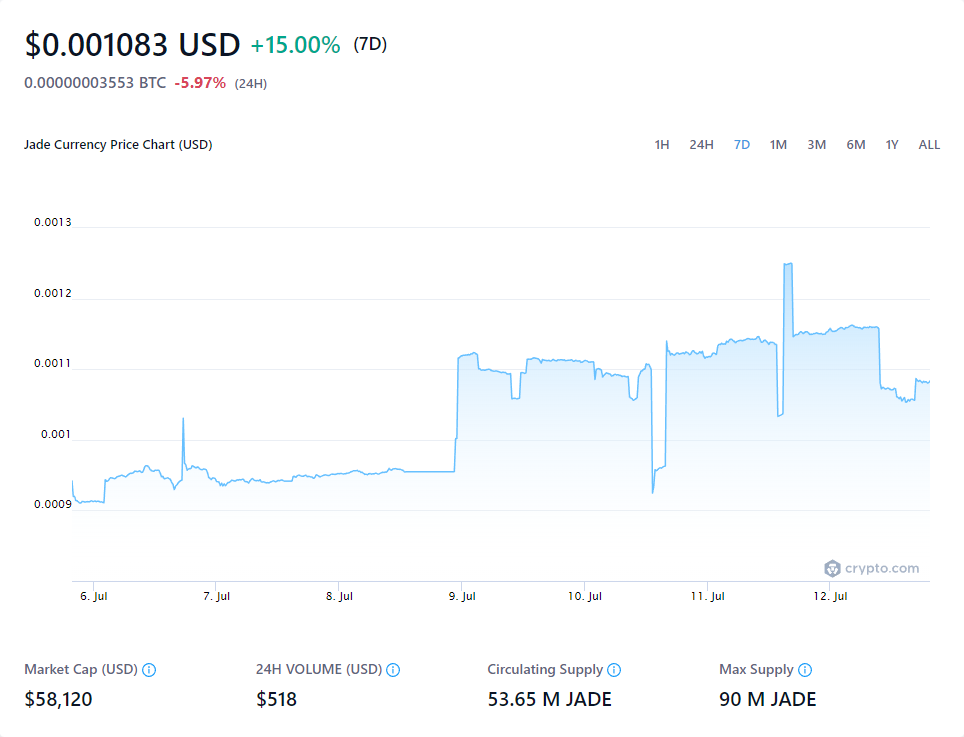 $0.001083 USD +15.00% (7D)
0.00000003553 BTC -5.97% (24H)
Jade Currency Price Chart (USD)
1H 24H 7D 1M 3M 6M 1Y ALL
0.0013
0.0012
0.0011
0.001
0.0009
crypto.com
6. Jul 7. Jul 8. Jul 9. Jul 10. Jul 11. Jul 12. Jul
Market Cap (USD) 24H VOLUME (USD) Circulating Supply Max Supply
$58,120 $518 53.65 M JADE 90 M JADE